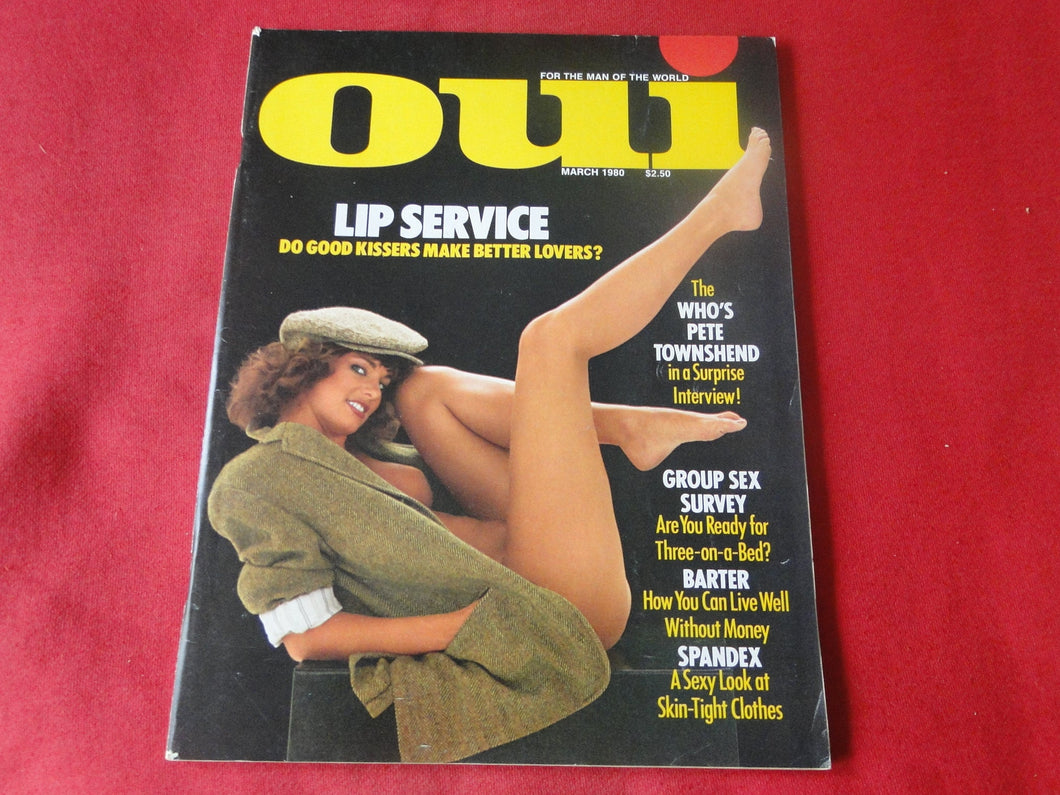 FOR THE MAN OF THE WORLD
oui
MARCH 1980 $2.50
LIP SERVICE
DO GOOD KISSERS MAKE BETTER LOVERS?
The
WHO'S
PETE
TOWNSHEND
in a Surprise
Interview!
GROUP SEX
SURVEY
Are You Ready for
Three-on-a-Bed?
BARTER
How You Can Live Well
Without Money
SPANDEX
A Sexy Look at
Skin-Tight Clothes